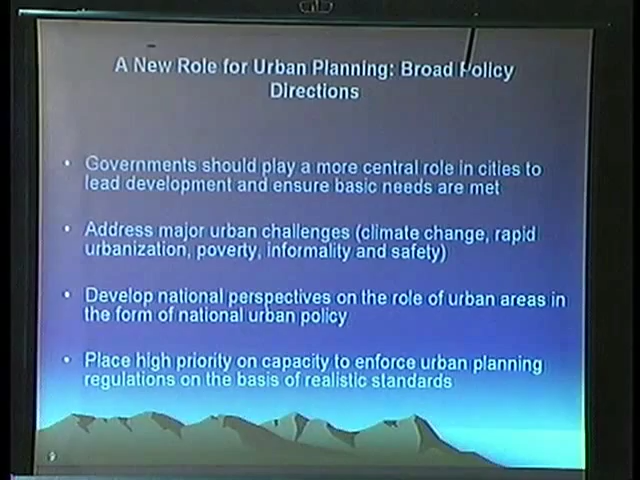 A New Role for Urban Planning: Broad Policy
Directions
• Governments should play a more central role in cities to
lead development and ensure basic needs are met
• Address major urban challenges (climate change, rapid
urbanization, poverty, informality and safety)
• Develop national perspectives on the role of urban areas in
the form of national urban policy
• Place high priority on capacity to enforce urban planning
regulations on the basis of realistic standards